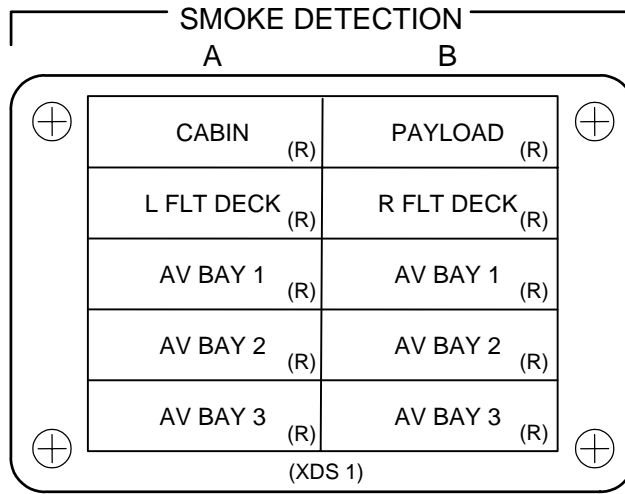 SMOKE DETECTION
A B
CABIN (R) PAYLOAD (R)
L FLT DECK (R) R FLT DECK (R)
AV BAY 1 (R) AV BAY 1 (R)
AV BAY 2 (R) AV BAY 2 (R)
AV BAY 3 (R) AV BAY 3 (R)
(XDS 1)